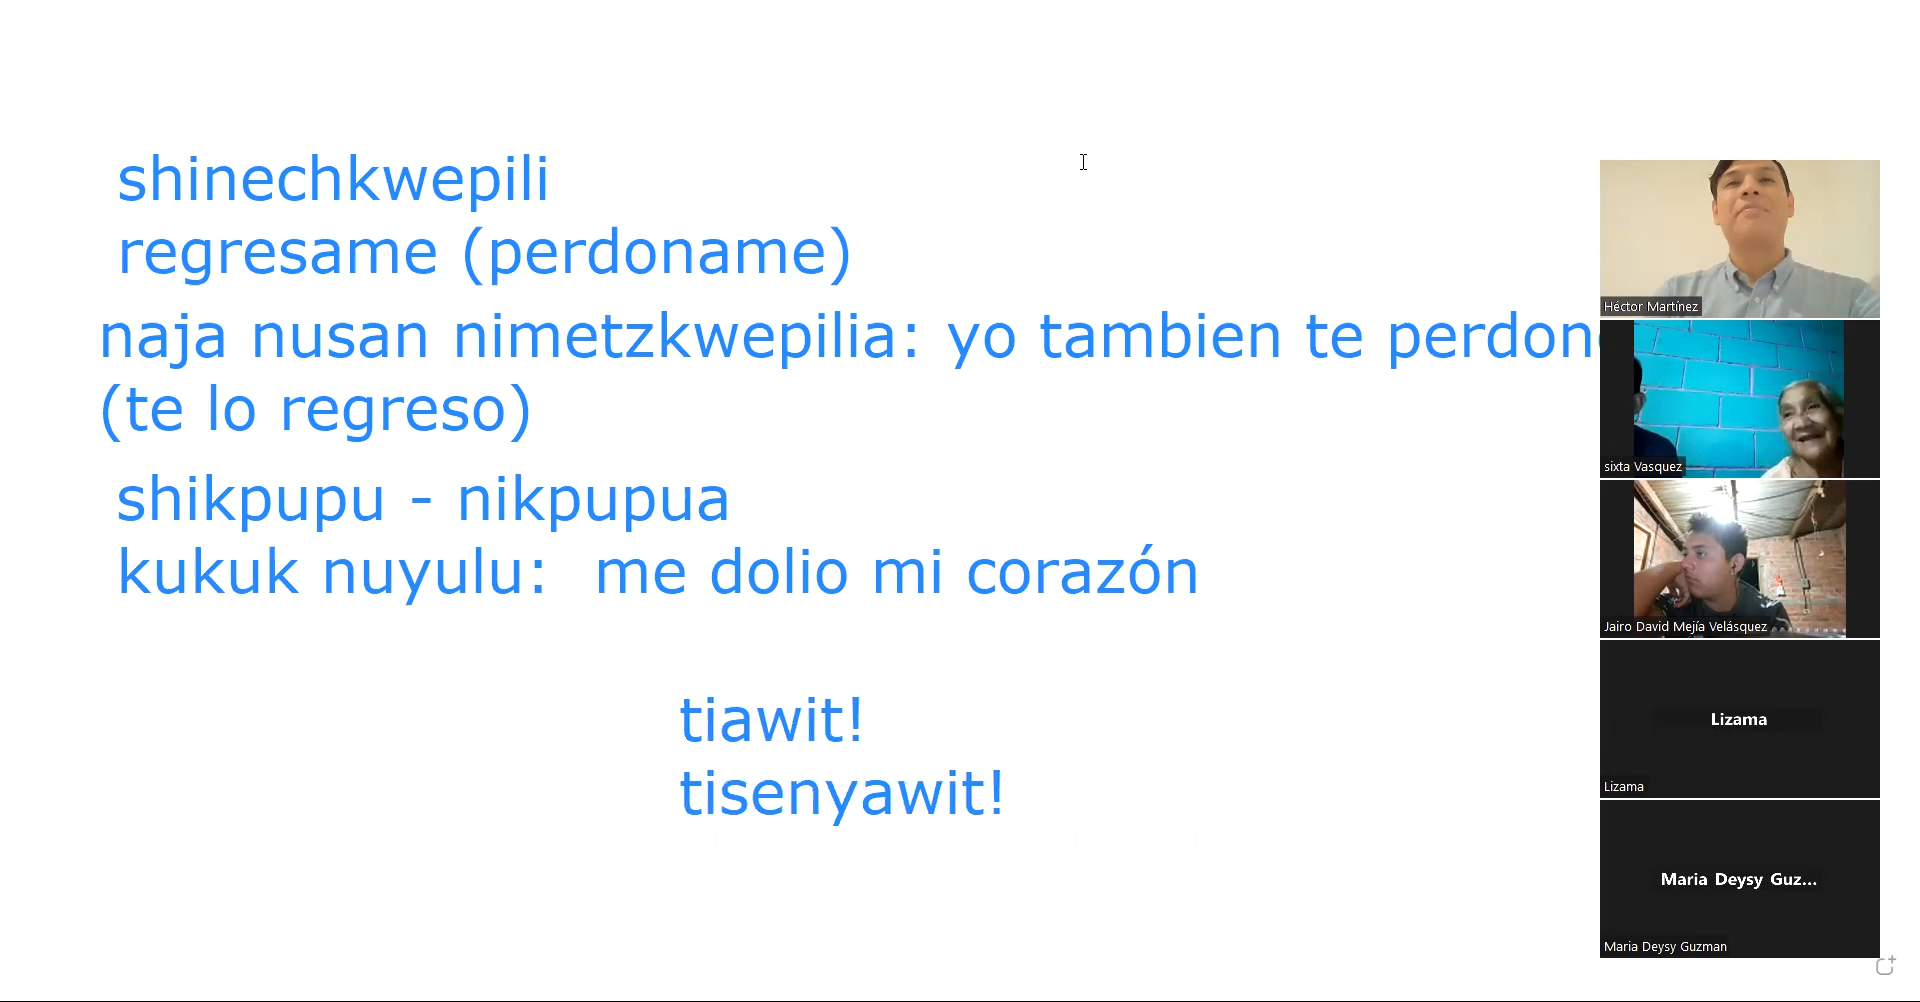 shinechkwepili
regresame (perdoname)
naja nusan nimetzkwepilia: yo tambien te perdon
(te lo regreso)
shikpupu - nikpupua
kukuk nuyulu: me dolio mi corazón
tiawit!
tisenyawit!
Héctor Martínez
sixta Vasquez
Jairo David Mejía Velásquez
Lizama
Lizama
Maria Deysy Guz...
Maria Deysy Guzman